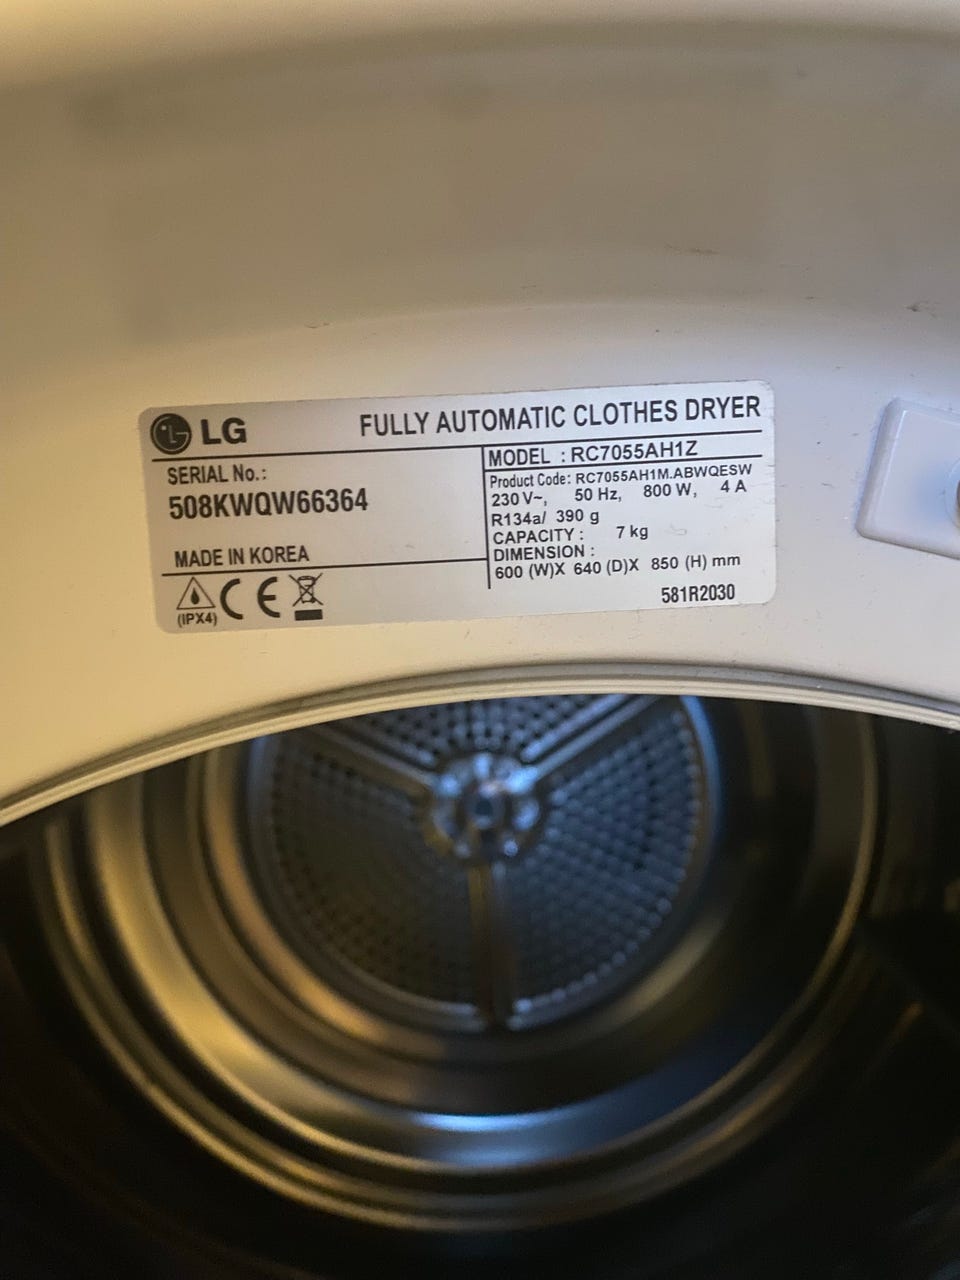 LG
FULLY AUTOMATIC CLOTHES DRYER
SERIAL No.:
508KWQW66364
MADE IN KOREA
(IPX4)
CE
MODEL : RC7055AH1Z
Product Code: RC7055AH1M.ABWQESW
230 V~, 50 Hz, 800 W, 4 A
R134a/ 390 g
CAPACITY : 7 kg
DIMENSION :
600 (W)X 640 (D)X 850 (H) mm
581R2030